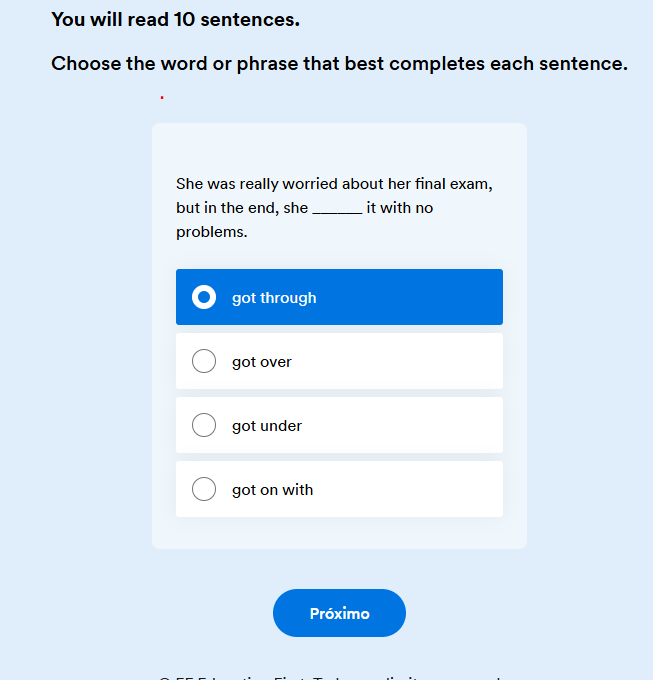 You will read 10 sentences.
Choose the word or phrase that best completes each sentence.
She was really worried about her final exam,
but in the end, she ______ it with no
problems.
got through
got over
got under
got on with
Próximo